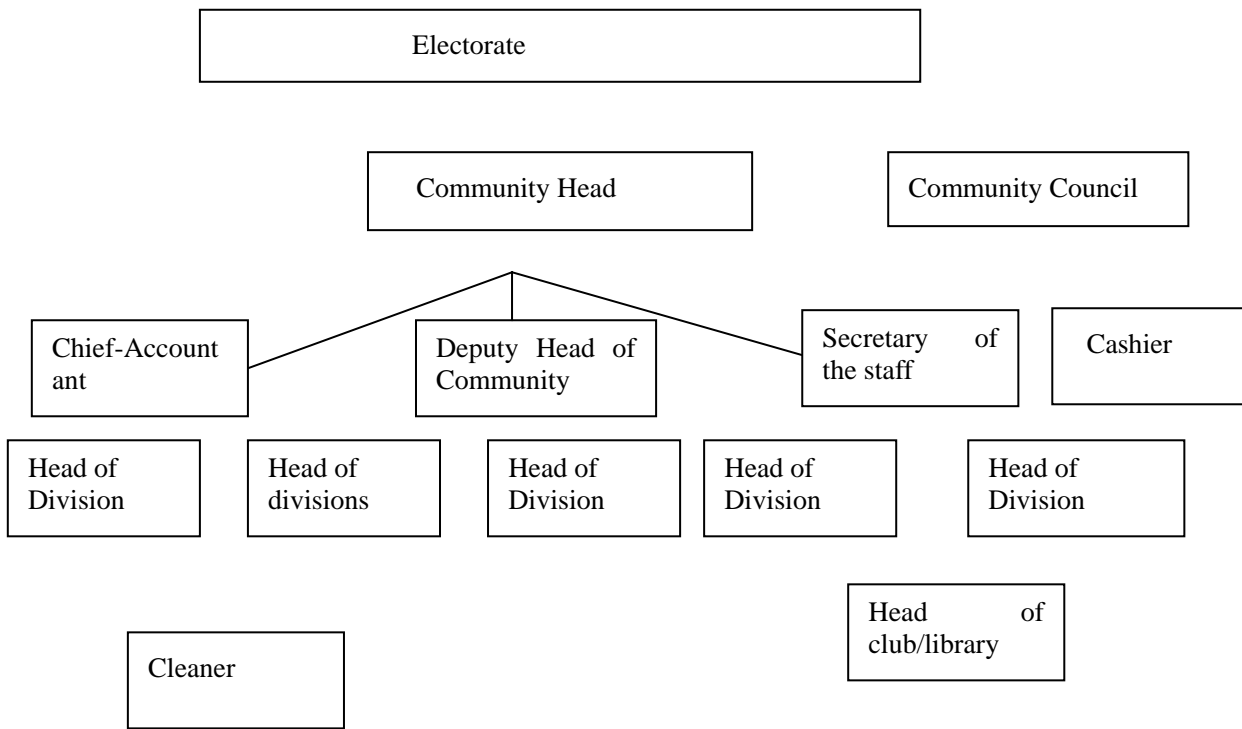 Electorate
Community Head
Community Council
Chief-Account
ant
Deputy Head of
Community
Secretary of
the staff
Cashier
Head of
Division
Head of
divisions
Head of
Division
Head of
Division
Head of
Division
Head of
club/library
Cleaner